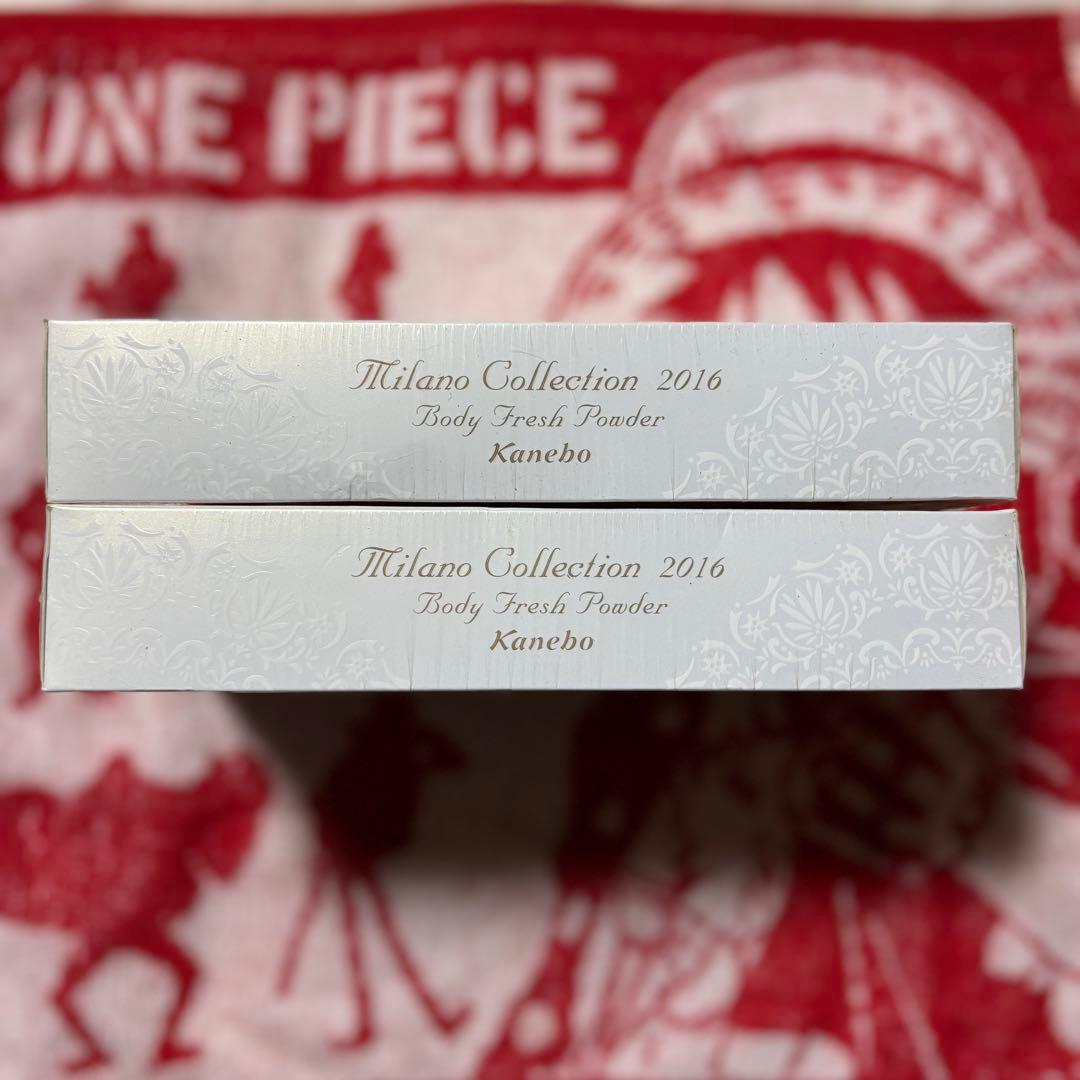 ONE PIECE
Milano Collection 2016
Body Fresh Powder
Kanebo
Milano Collection 2016
Body Fresh Powder
Kanebo